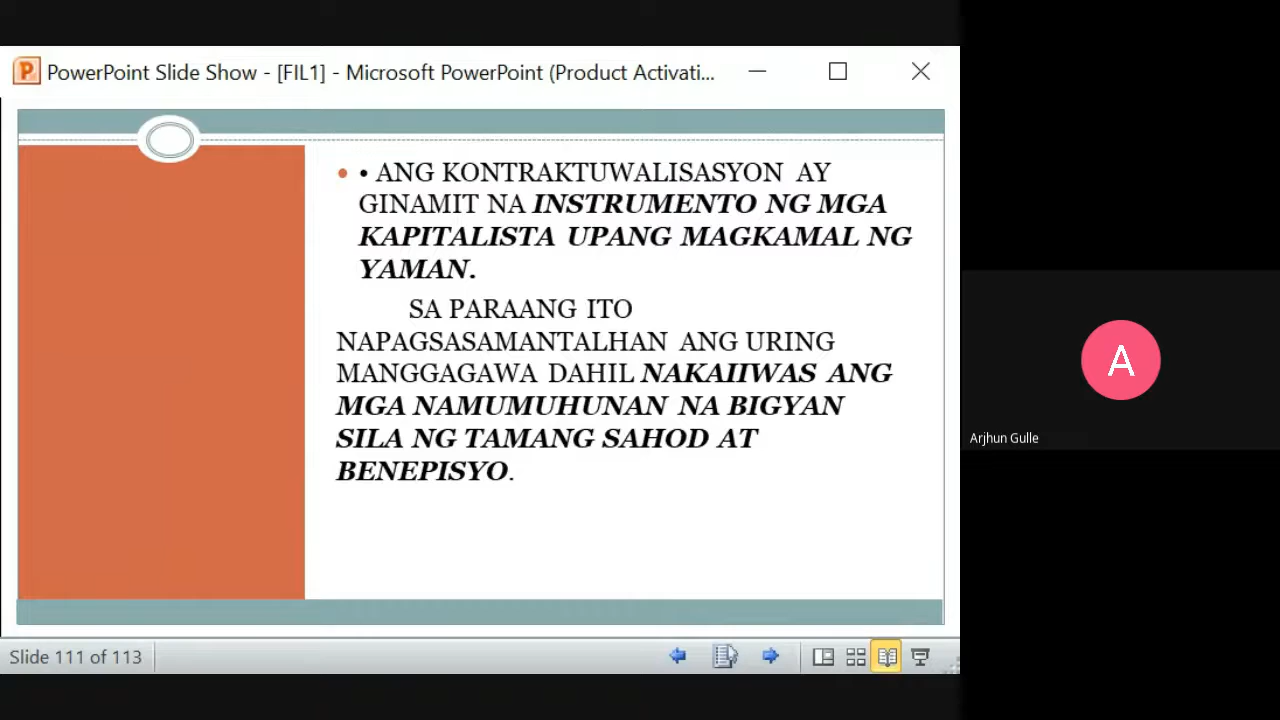 PowerPoint Slide Show - [FIL1] - Microsoft PowerPoint (Product Activati...
• • ANG KONTRAKTUWALISASYON AY
GINAMIT NA INSTRUMENTO NG MGA
KAPITALISTA UPANG MAGKAMAL NG
YAMAN.
SA PARAANG ITO
NAPAGSASAMANTALHAN ANG URING
MANGGAGAWA DAHIL NAKAIIWAS ANG
MGA NAMUMUHUNAN NA BIGYAN
SILA NG TAMANG SAHOD AT
BENEPISYO.
A
Arjhun Gulle
Slide 111 of 113